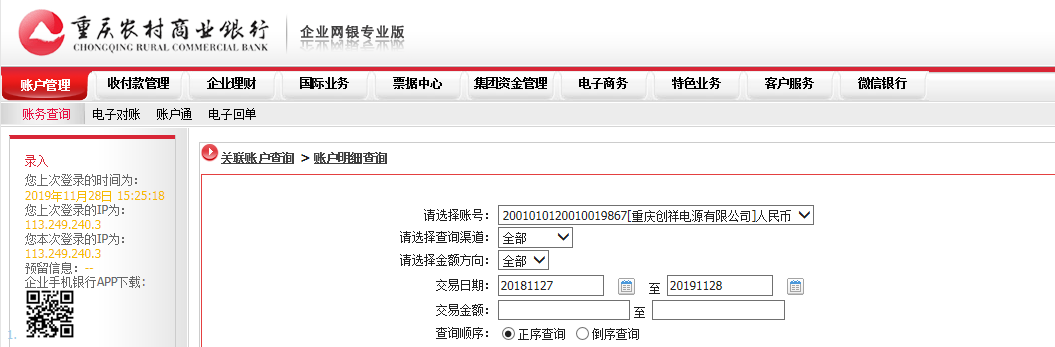 重庆农村商业银行
CHONGQING RURAL COMMERCIAL BANK
企业网银专业版
账户管理 收付款管理 企业理财 国际业务 票据中心 集团资金管理 电子商务 特色业务 客户服务 微信银行
账务查询 电子对账 账户通 电子回单
录入
您上次登录的时间为:
2019年11月28日 15:25:18
您上次登录的IP为:
113.249.240.3
您本次登录的IP为:
113.249.240.3
预留信息: --
企业手机银行APP下载:
1.
关联账户查询 > 账户明细查询
请选择账号: 2001010120010019867[重庆创祥电源有限公司]人民币
请选择查询渠道: 全部
请选择金额方向: 全部
交易日期: 20181127 至 20191128
交易金额: 至
查询顺序: 正序查询 倒序查询